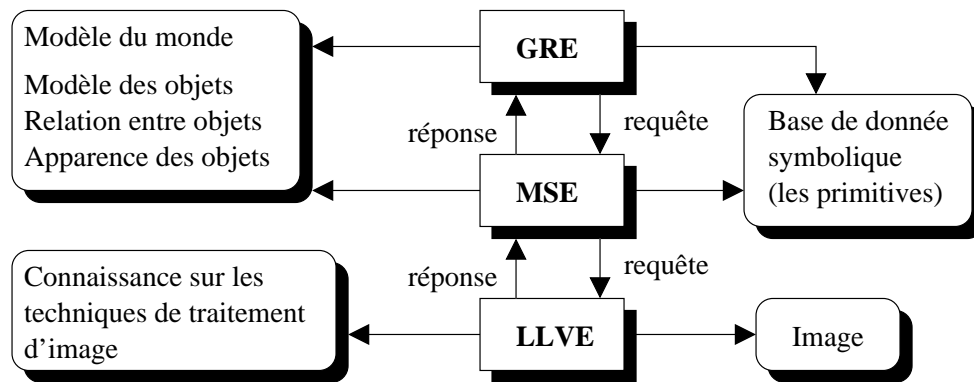 Modèle du monde
Modèle des objets
Relation entre objets
Apparence des objets
GRE
réponse
requête
Base de donnée
symbolique
(les primitives)
MSE
réponse
requête
Connaissance sur les
techniques de traitement
d’image
LLVE
Image